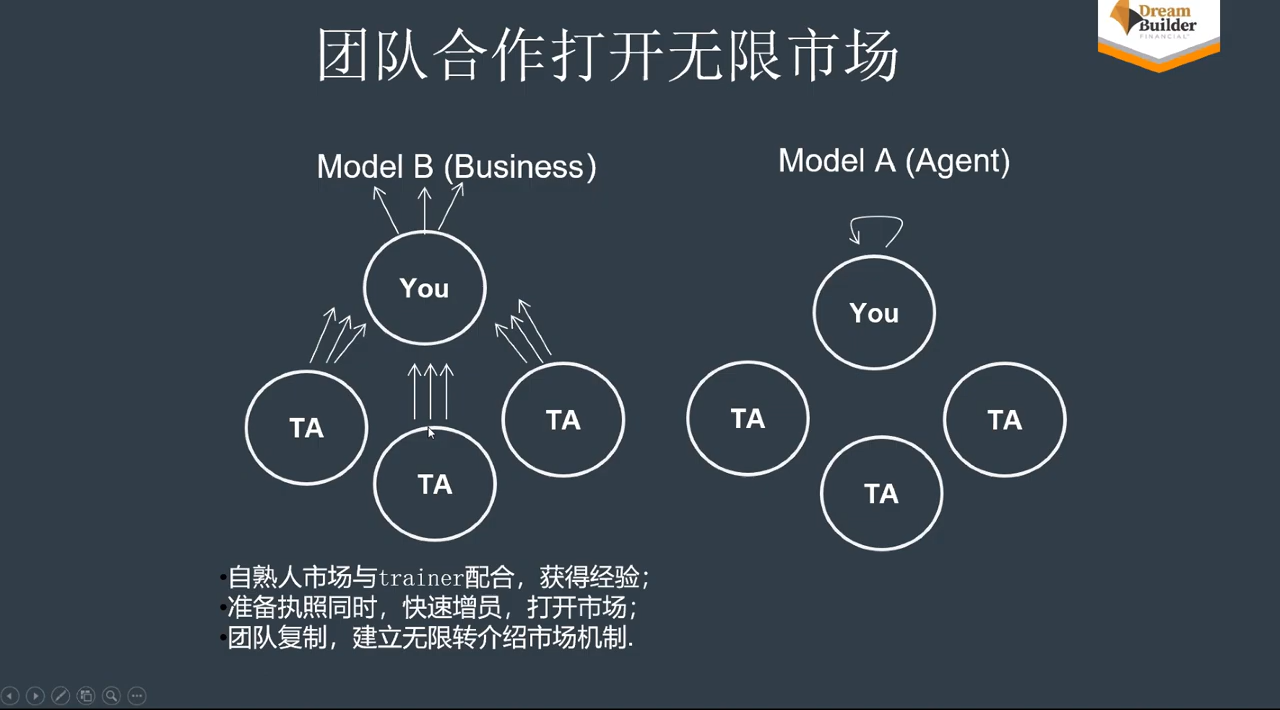 团队合作打开无限市场
Dream
Builder
FINANCIAL
Model B (Business)
Model A (Agent)
You
TA
TA
TA
You
TA
TA
TA
•自熟人市场与trainer配合，获得经验；
•准备执照同时，快速增员，打开市场；
•团队复制，建立无限转介绍市场机制.